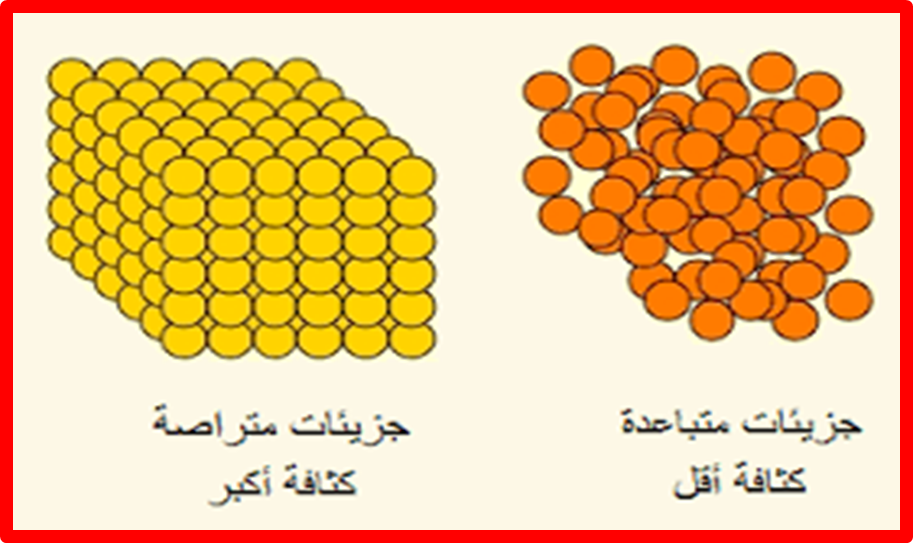 جزيئات متباعدة
كثافة أقل
جزيئات متراصة
كثافة أكبر